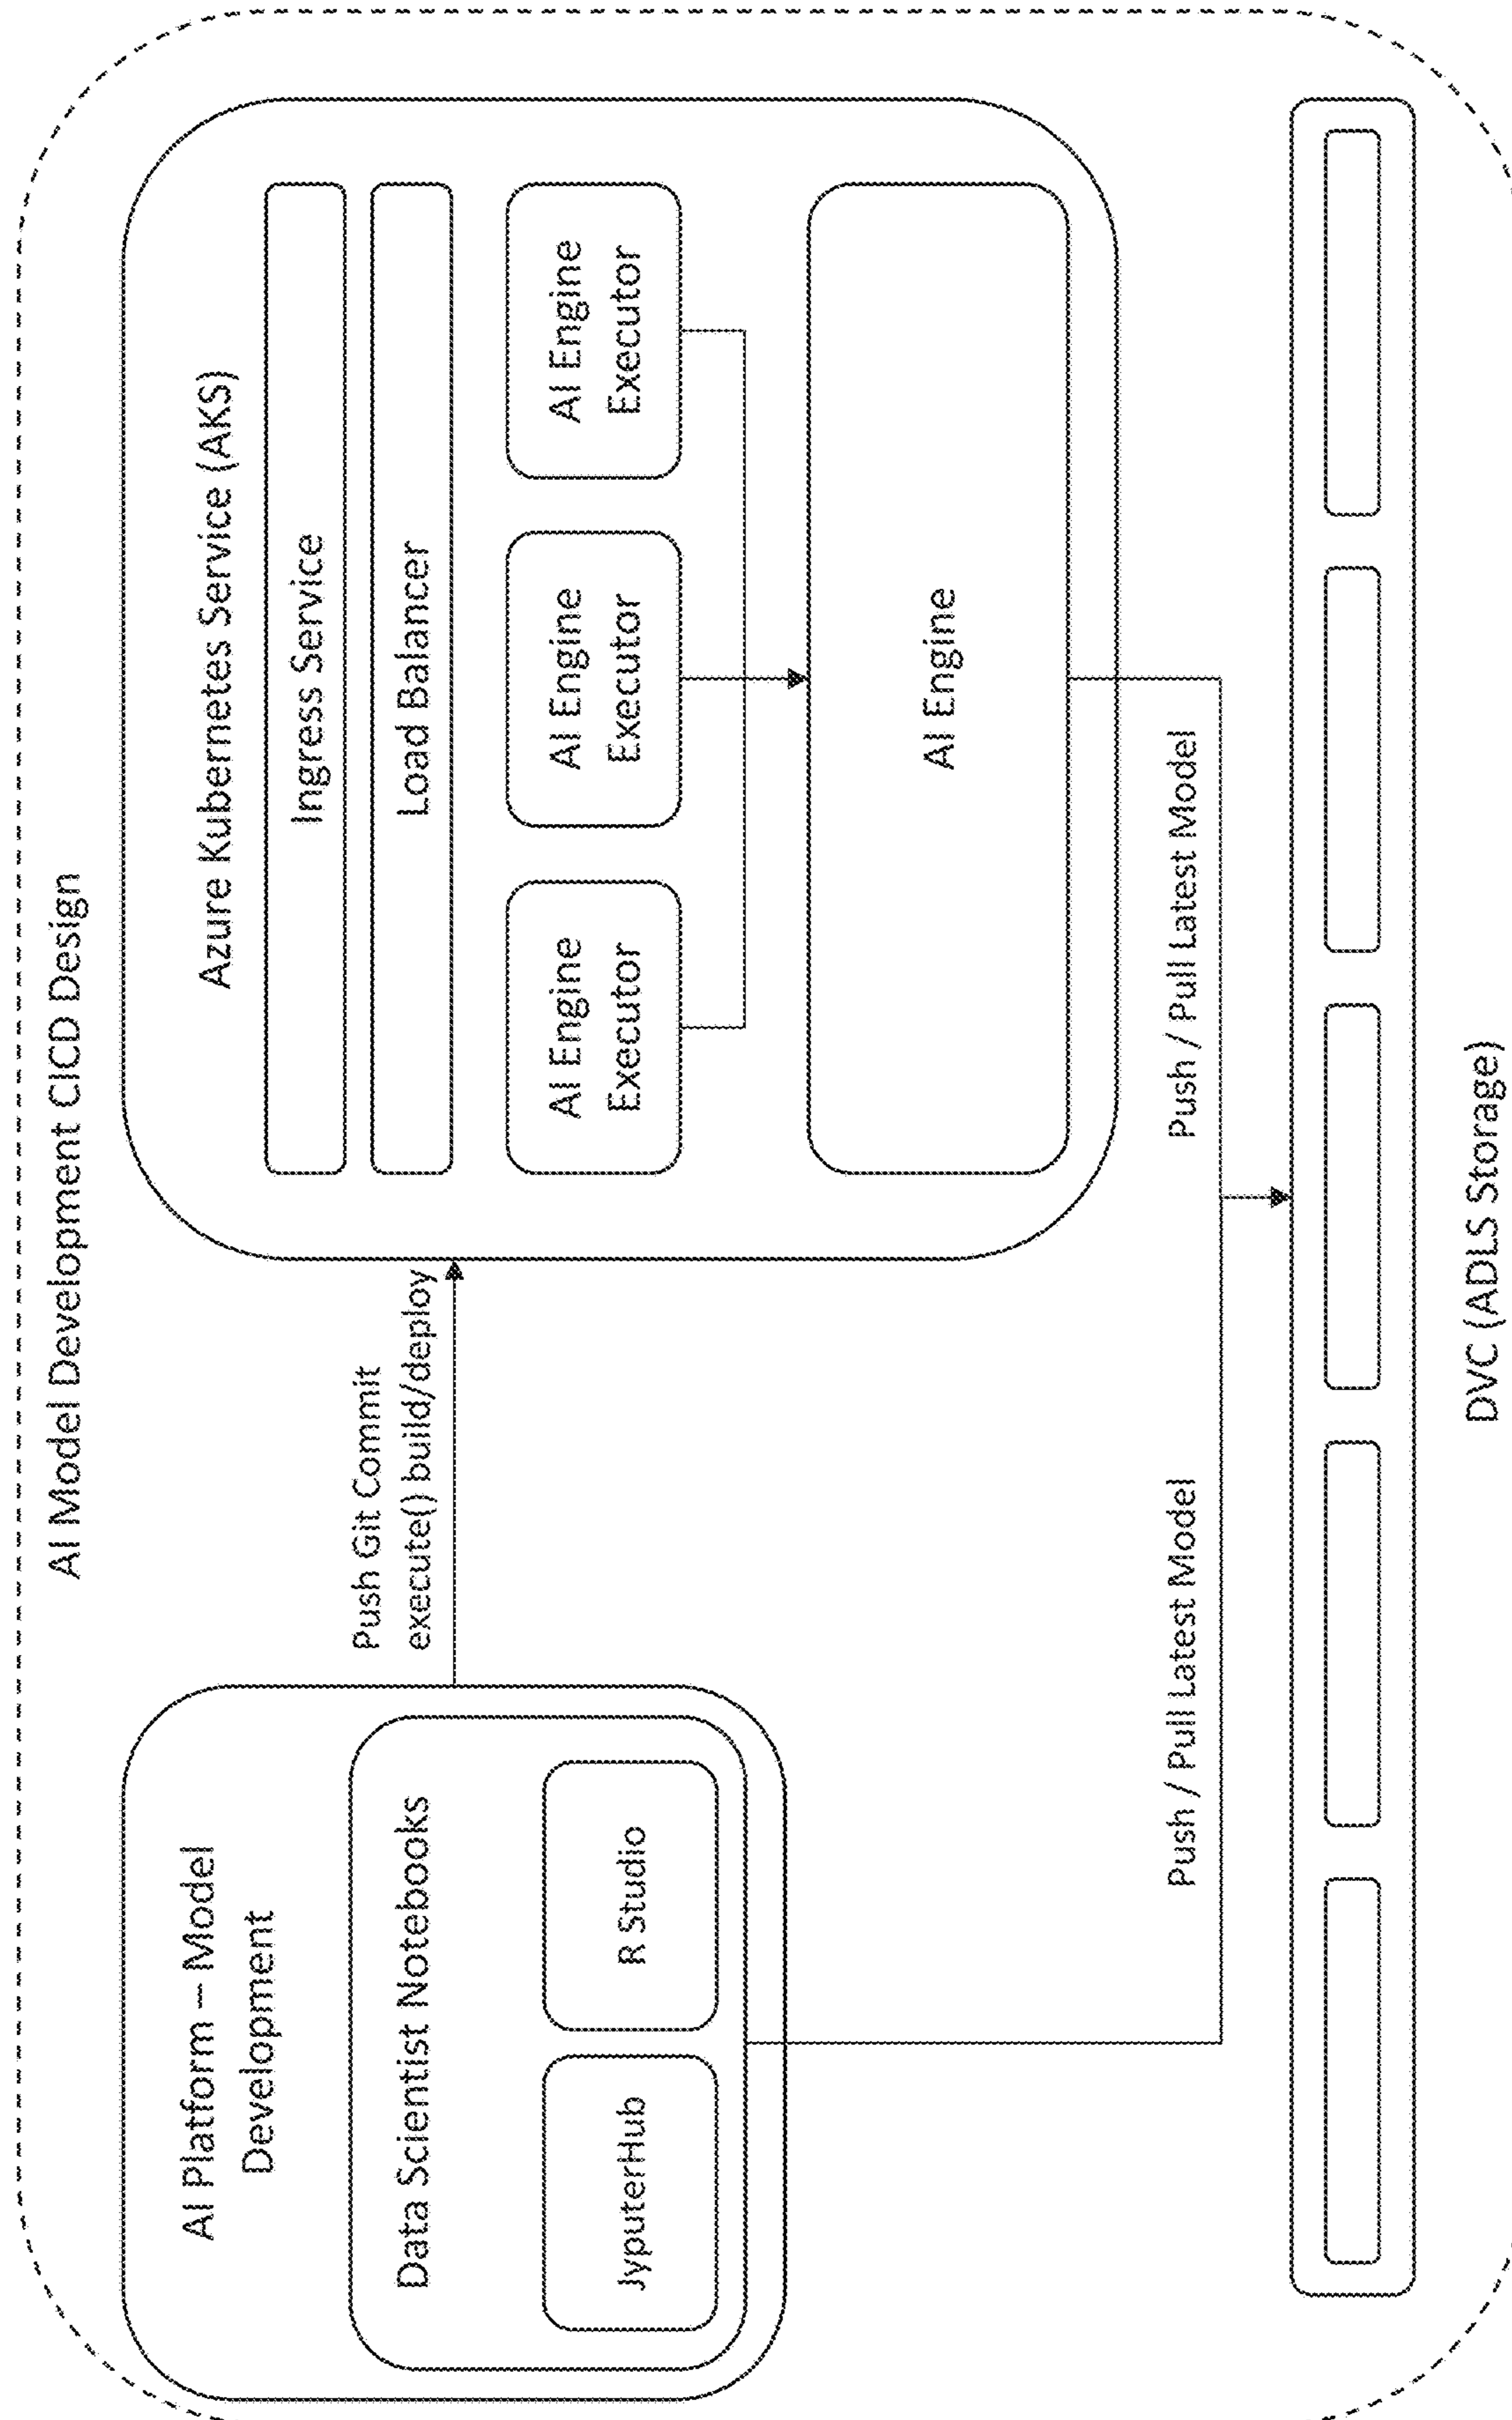 AI Model Development CICD Design
AI Platform – Model
Development
Data Scientist Notebooks
JyputerHub
R Studio
Push Git Commit
execute() build/deploy
Azure Kubernetes Service (AKS)
Ingress Service
Load Balancer
AI Engine
Executor
AI Engine
Executor
AI Engine
Executor
AI Engine
Push / Pull Latest Model
Push / Pull Latest Model
DVC (ADLS Storage)